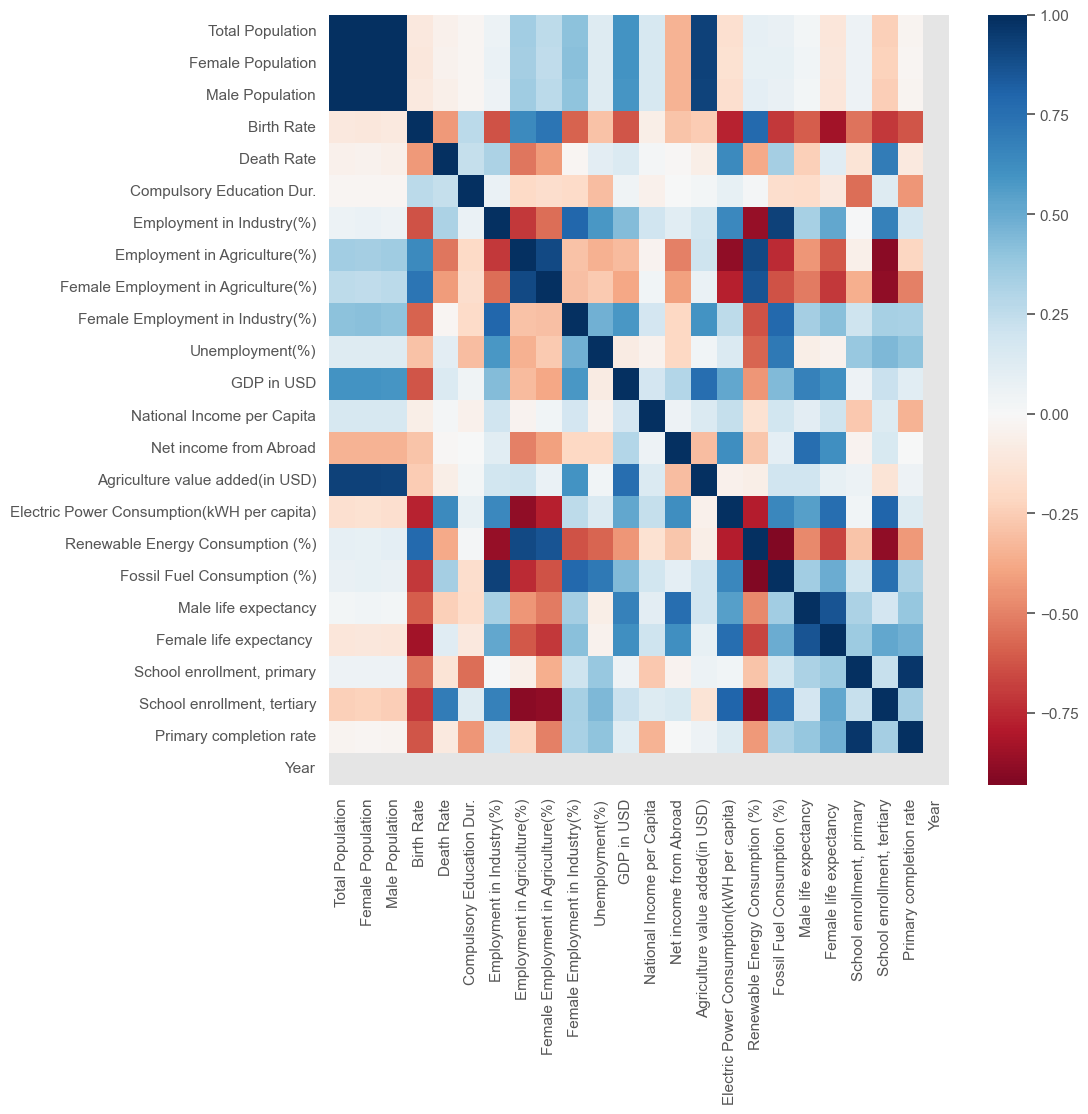 Total Population
Female Population
Male Population
Birth Rate
Death Rate
Compulsory Education Dur.
Employment in Industry(%)
Employment in Agriculture(%)
Female Employment in Agriculture(%)
Female Employment in Industry(%)
Unemployment(%)
GDP in USD
National Income per Capita
Net income from Abroad
Agriculture value added(in USD)
Electric Power Consumption(kWH per capita)
Renewable Energy Consumption (%)
Fossil Fuel Consumption (%)
Male life expectancy
Female life expectancy
School enrollment, primary
School enrollment, tertiary
Primary completion rate
Year
Total Population
Female Population
Male Population
Birth Rate
Death Rate
Compulsory Education Dur.
Employment in Industry(%)
Employment in Agriculture(%)
Female Employment in Agriculture(%)
Female Employment in Industry(%)
Unemployment(%)
GDP in USD
National Income per Capita
Net income from Abroad
Agriculture value added(in USD)
Electric Power Consumption(kWH per capita)
Renewable Energy Consumption (%)
Fossil Fuel Consumption (%)
Male life expectancy
Female life expectancy
School enrollment, primary
School enrollment, tertiary
Primary completion rate
Year
1.00
0.75
0.50
0.25
0.00
−0.25
−0.50
−0.75